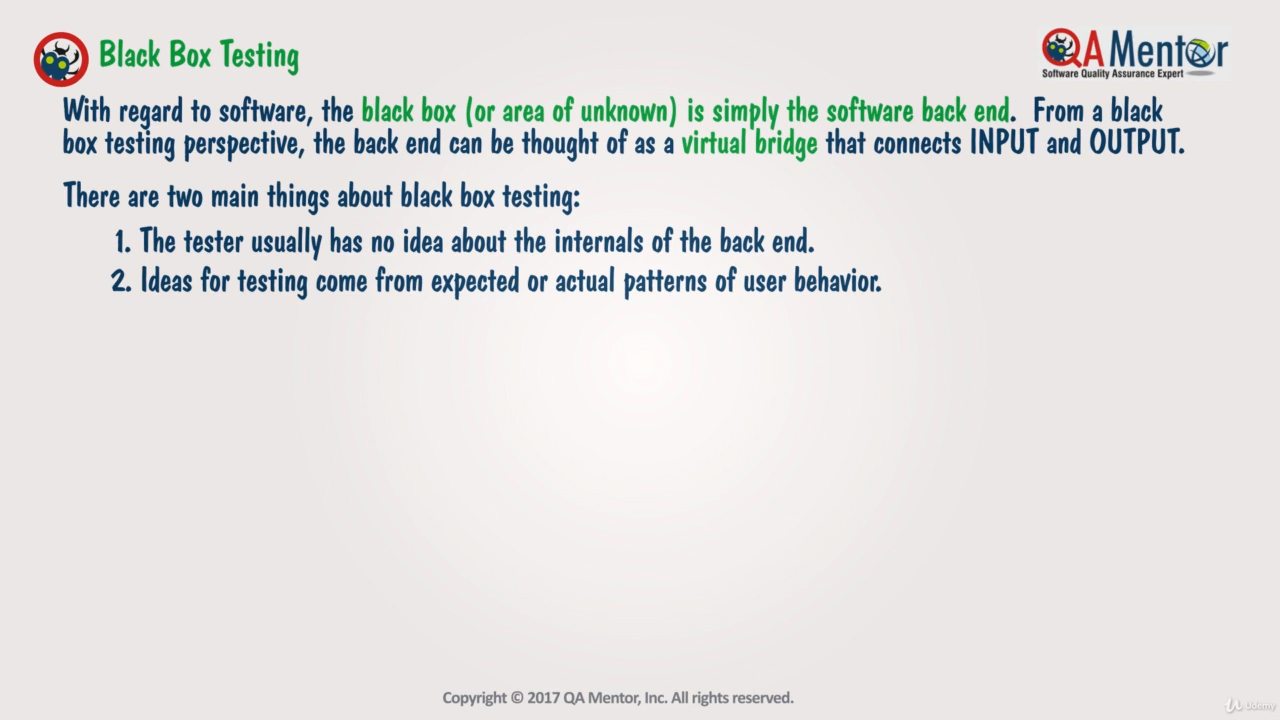 Black Box Testing
QA Mentor
Software Quality Assurance Expert
With regard to software, the black box (or area of unknown) is simply the software back end. From a black
box testing perspective, the back end can be thought of as a virtual bridge that connects INPUT and OUTPUT.
There are two main things about black box testing:
1. The tester usually has no idea about the internals of the back end.
2. Ideas for testing come from expected or actual patterns of user behavior.
Copyright © 2017 QA Mentor, Inc. All rights reserved.
Udemy